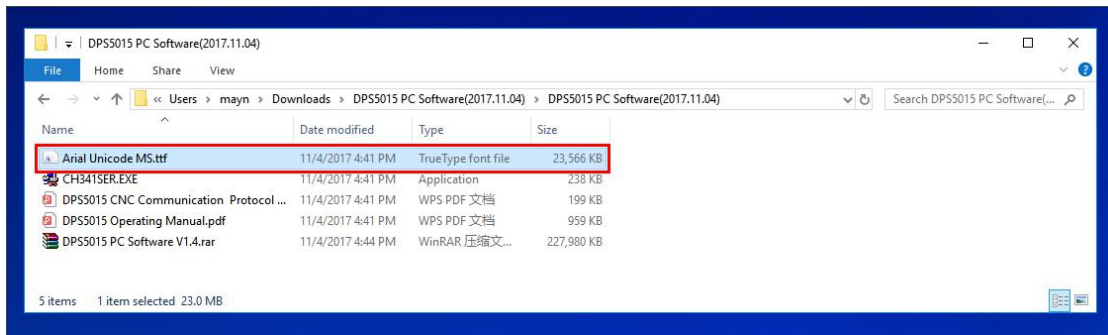 DPS5015 PC Software(2017.11.04)
File Home Share View
« Users > mayn > Downloads > DPS5015 PC Software(2017.11.04) > DPS5015 PC Software(2017.11.04)
Search DPS5015 PC Software(...
Name Date modified Type Size
Arial Unicode MS.ttf 11/4/2017 4:41 PM TrueType font file 23,566 KB
CH341SER.EXE 11/4/2017 4:41 PM Application 238 KB
DPS5015 CNC Communication Protocol ... 11/4/2017 4:41 PM WPS PDF 文档 199 KB
DPS5015 Operating Manual.pdf 11/4/2017 4:41 PM WPS PDF 文档 959 KB
DPS5015 PC Software V1.4.rar 11/4/2017 4:44 PM WinRAR 压缩文... 227,980 KB
5 items 1 item selected 23.0 MB